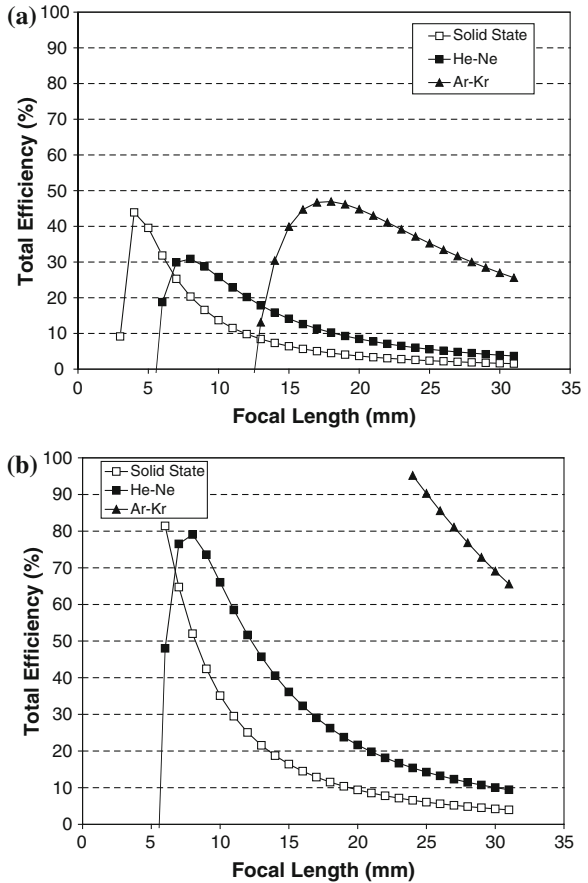 (a)
100
90
80
70
60
50
40
30
20
10
0
Total Efficiency (%)
Solid State
He-Ne
Ar-Kr
0 5 10 15 20 25 30 35
Focal Length (mm)
(b)
100
90
80
70
60
50
40
30
20
10
0
Total Efficiency (%)
Solid State
He-Ne
Ar-Kr
0 5 10 15 20 25 30 35
Focal Length (mm)